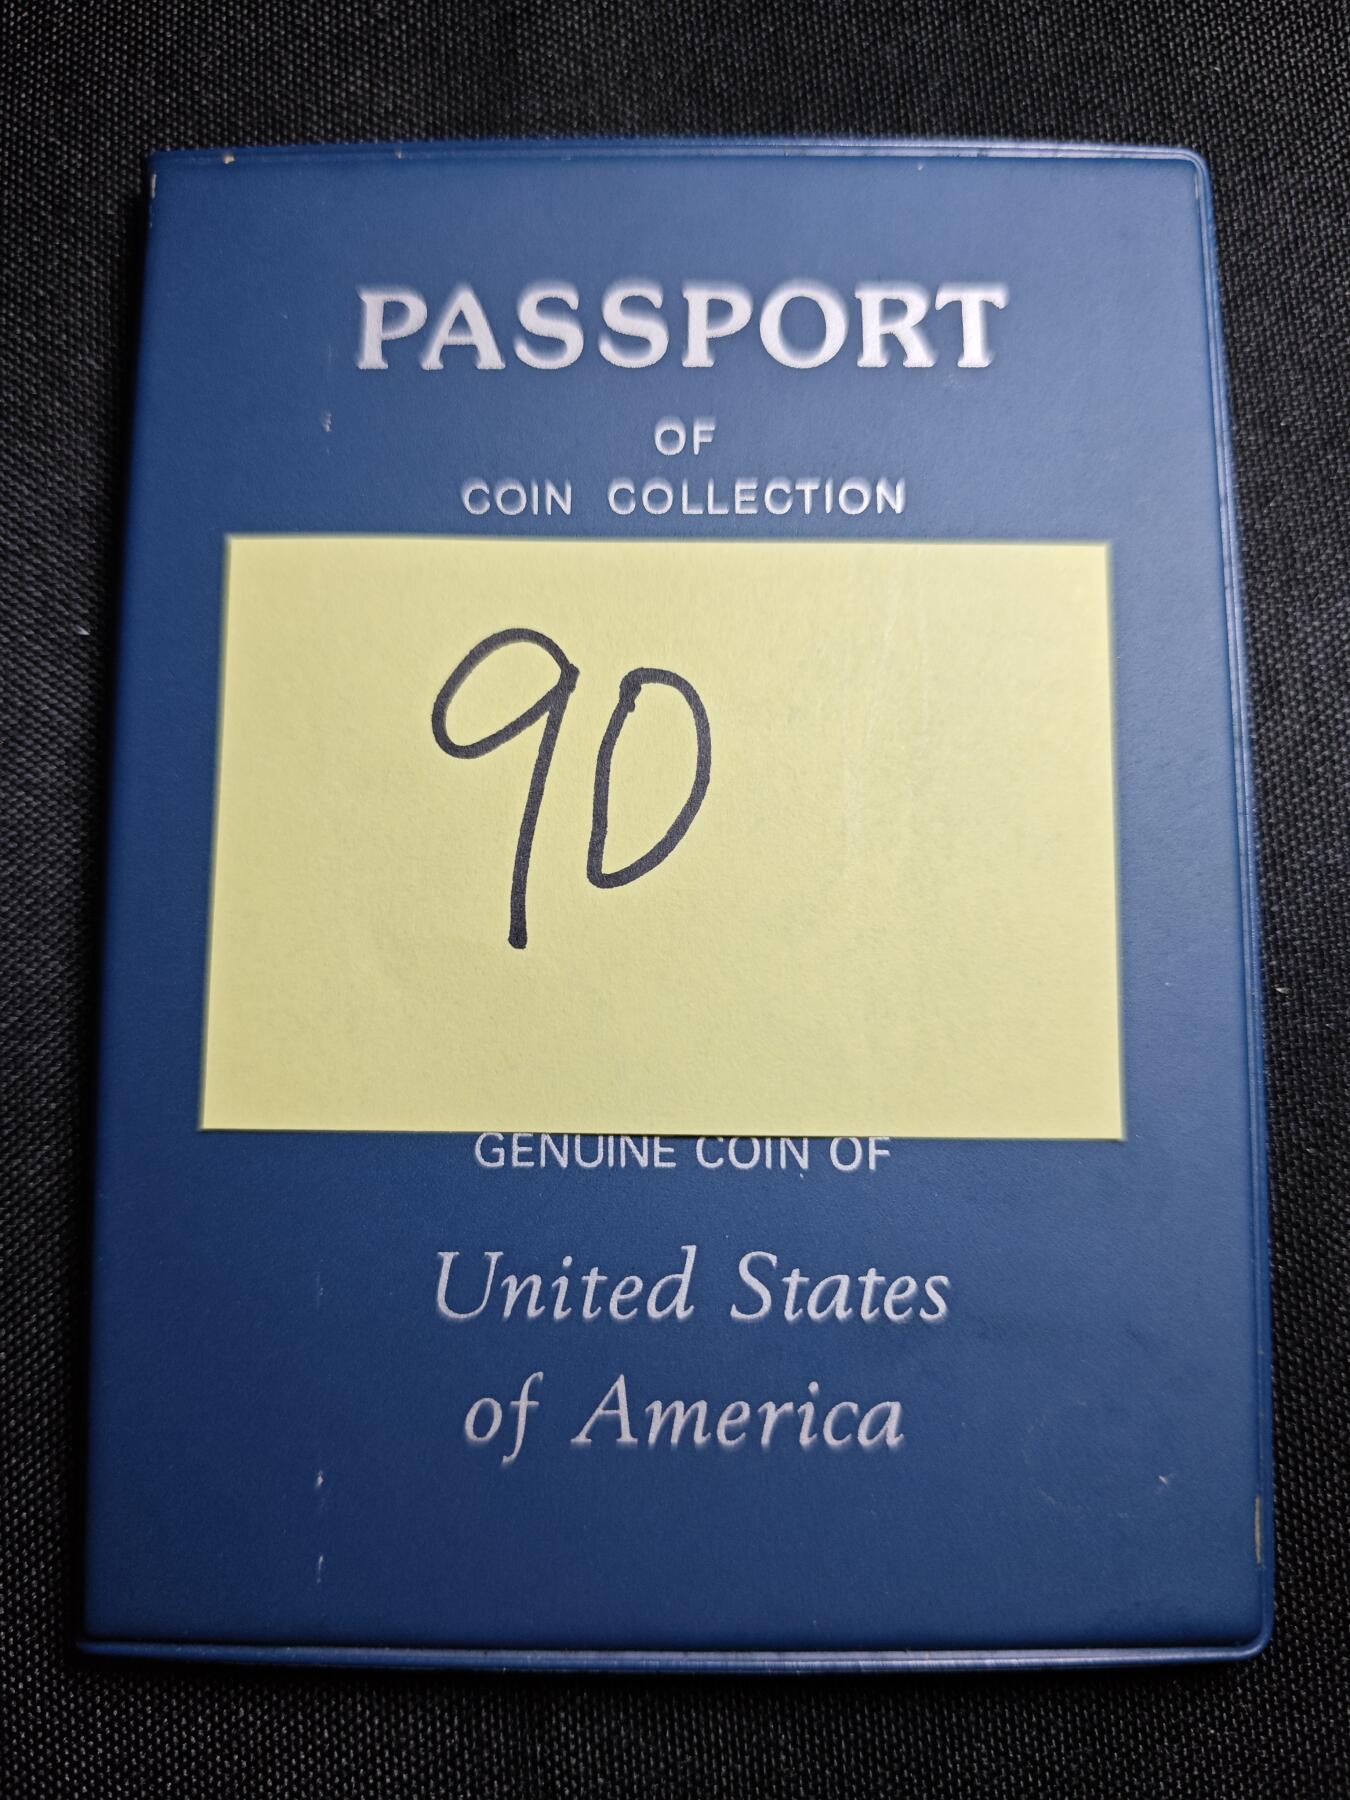 PASSPORT
OF
COIN COLLECTION
90
GENUINE COIN OF
United States
of America